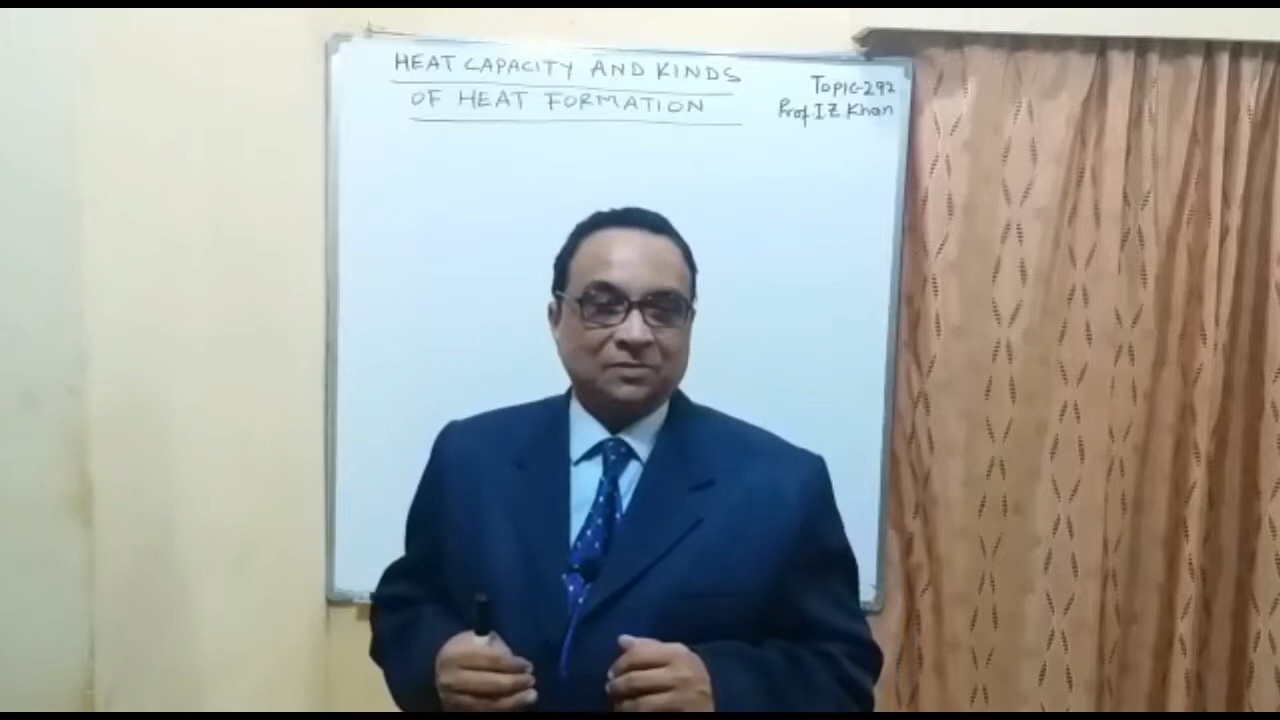 HEAT CAPACITY AND KINDS
OF HEAT FORMATION
TOPIC-292
Prof. I Z Khan